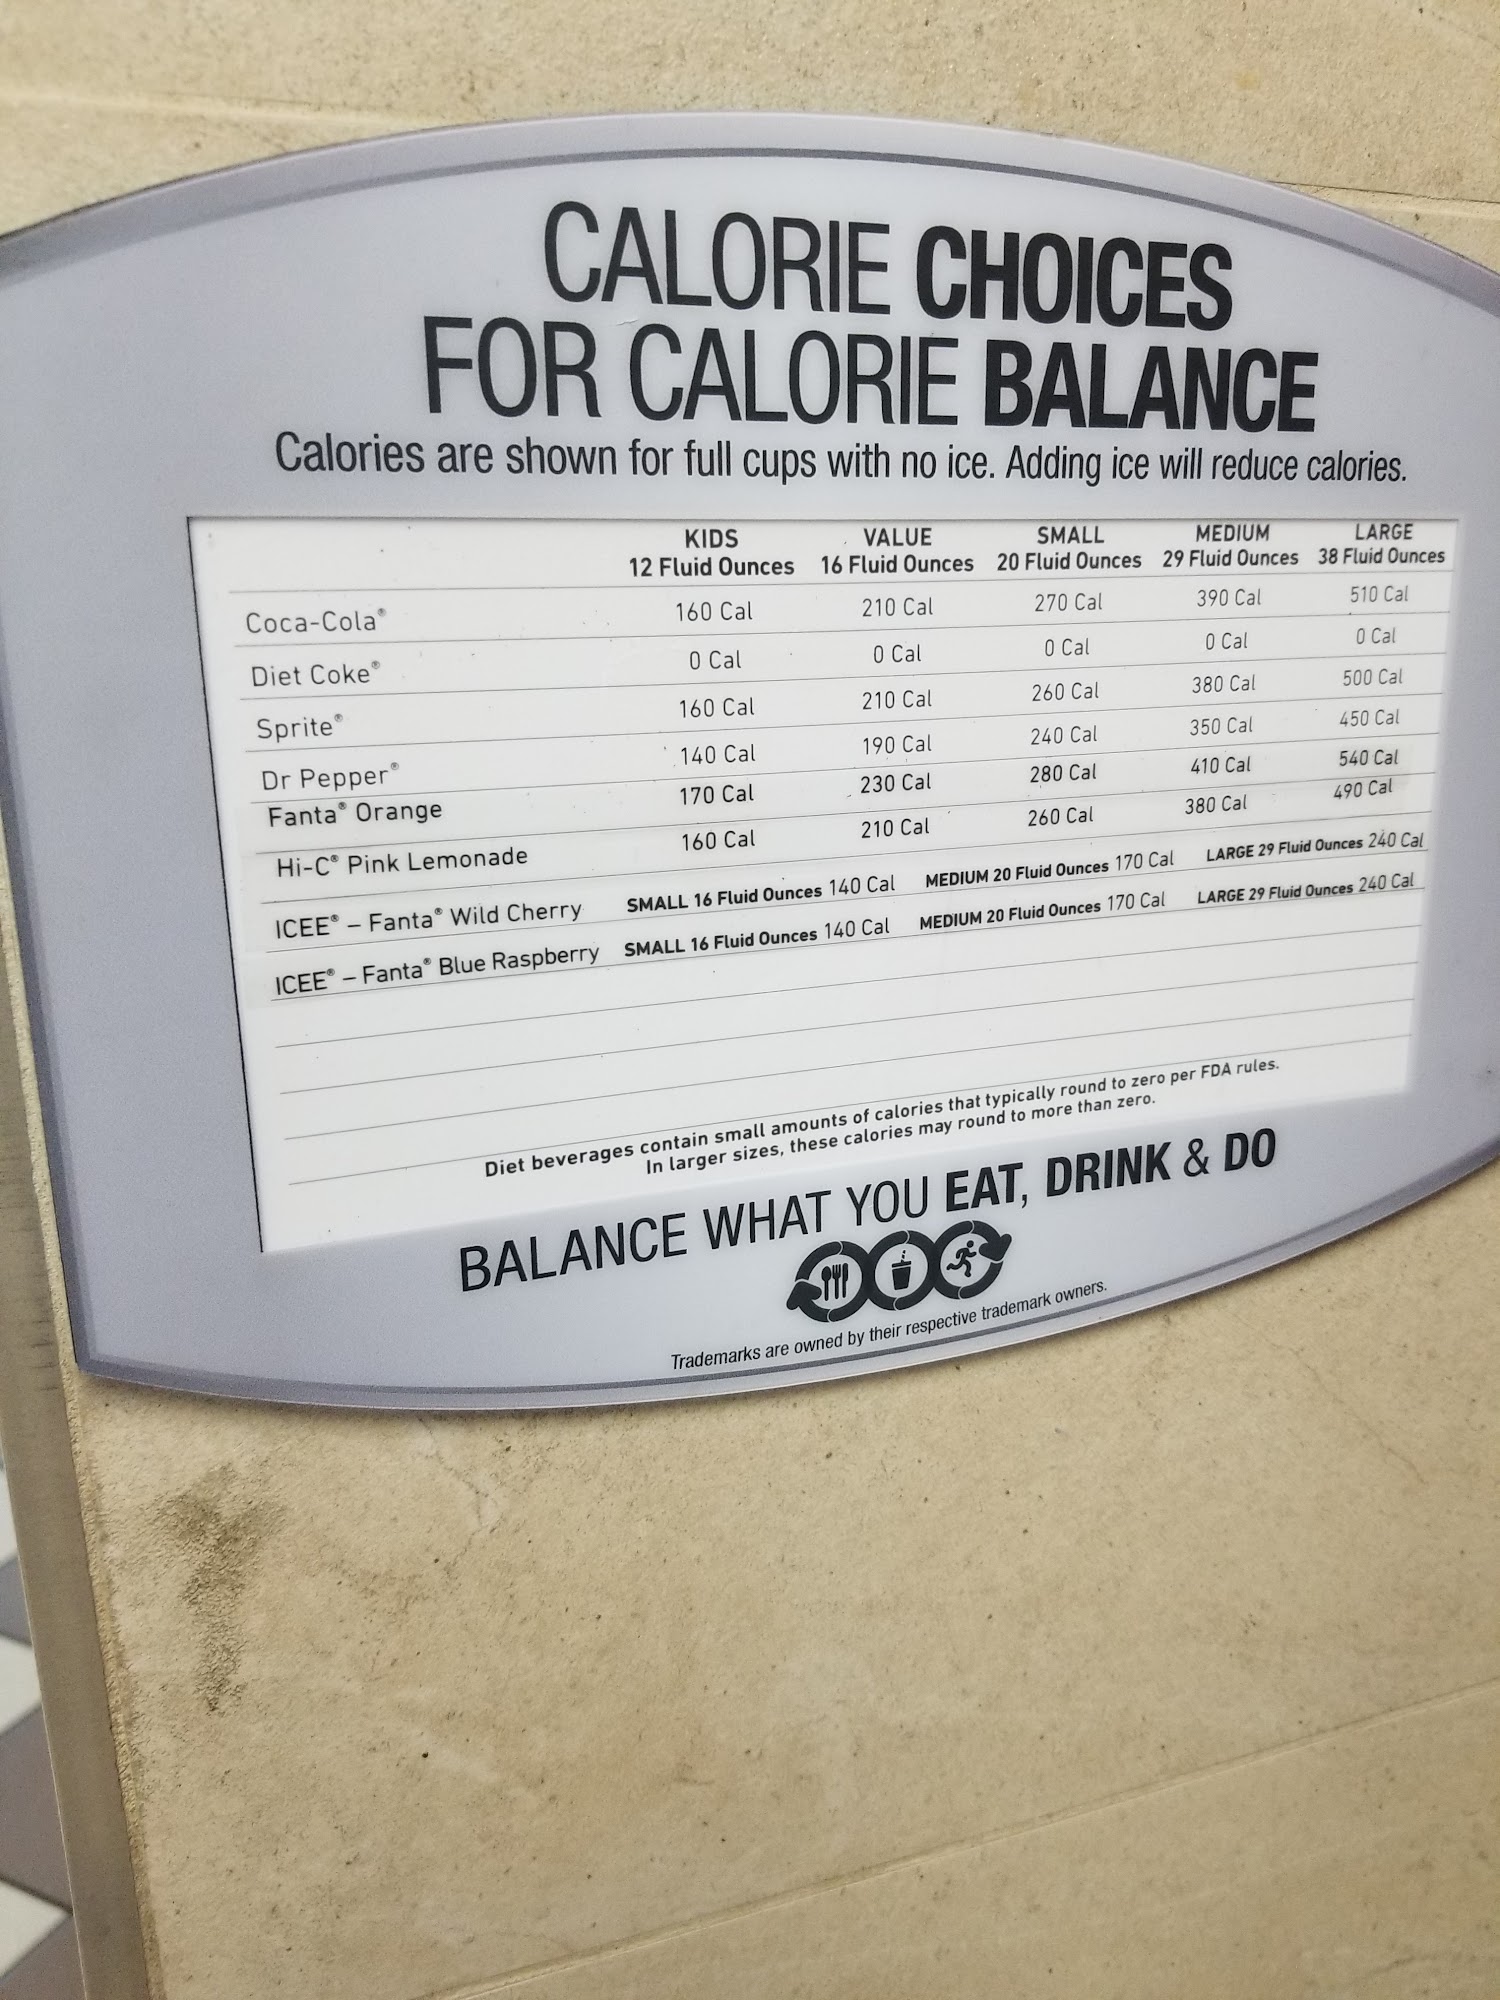 CALORIE CHOICES
FOR CALORIE BALANCE
Calories are shown for full cups with no ice. Adding ice will reduce calories.
KIDS VALUE SMALL MEDIUM LARGE
12 Fluid Ounces 16 Fluid Ounces 20 Fluid Ounces 29 Fluid Ounces 38 Fluid Ounces
Coca-Cola® 160 Cal 210 Cal 270 Cal 390 Cal 510 Cal
Diet Coke® 0 Cal 0 Cal 0 Cal 0 Cal 0 Cal
Sprite® 160 Cal 210 Cal 260 Cal 380 Cal 500 Cal
Dr Pepper® 140 Cal 190 Cal 240 Cal 350 Cal 450 Cal
Fanta® Orange 170 Cal 230 Cal 280 Cal 410 Cal 540 Cal
Hi-C® Pink Lemonade 160 Cal 210 Cal 260 Cal 380 Cal 490 Cal
ICEE® – Fanta® Wild Cherry SMALL 16 Fluid Ounces 140 Cal MEDIUM 20 Fluid Ounces 170 Cal LARGE 29 Fluid Ounces 240 Cal
ICEE® – Fanta® Blue Raspberry SMALL 16 Fluid Ounces 140 Cal MEDIUM 20 Fluid Ounces 170 Cal LARGE 29 Fluid Ounces 240 Cal
Diet beverages contain small amounts of calories that typically round to zero per FDA rules.
In larger sizes, these calories may round to more than zero.
BALANCE WHAT YOU EAT, DRINK & DO
Trademarks are owned by their respective trademark owners.